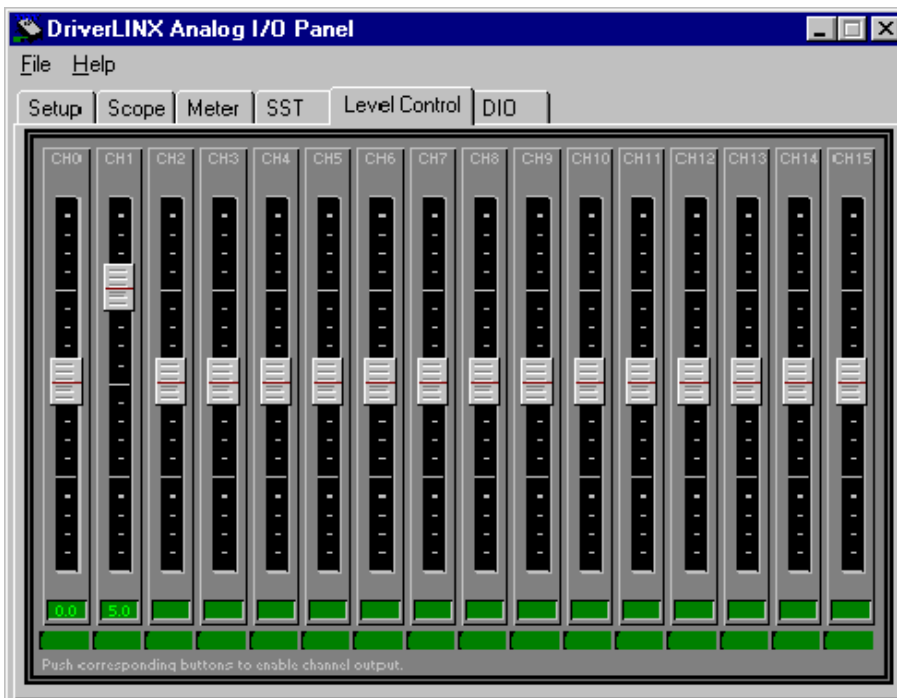 DriverLINX Analog I/O Panel
File Help
Setup Scope Meter SST Level Control DIO
CH0 CH1 CH2 CH3 CH4 CH5 CH6 CH7 CH8 CH9 CH10 CH11 CH12 CH13 CH14 CH15
0.0 5.0
Push corresponding buttons to enable channel output.